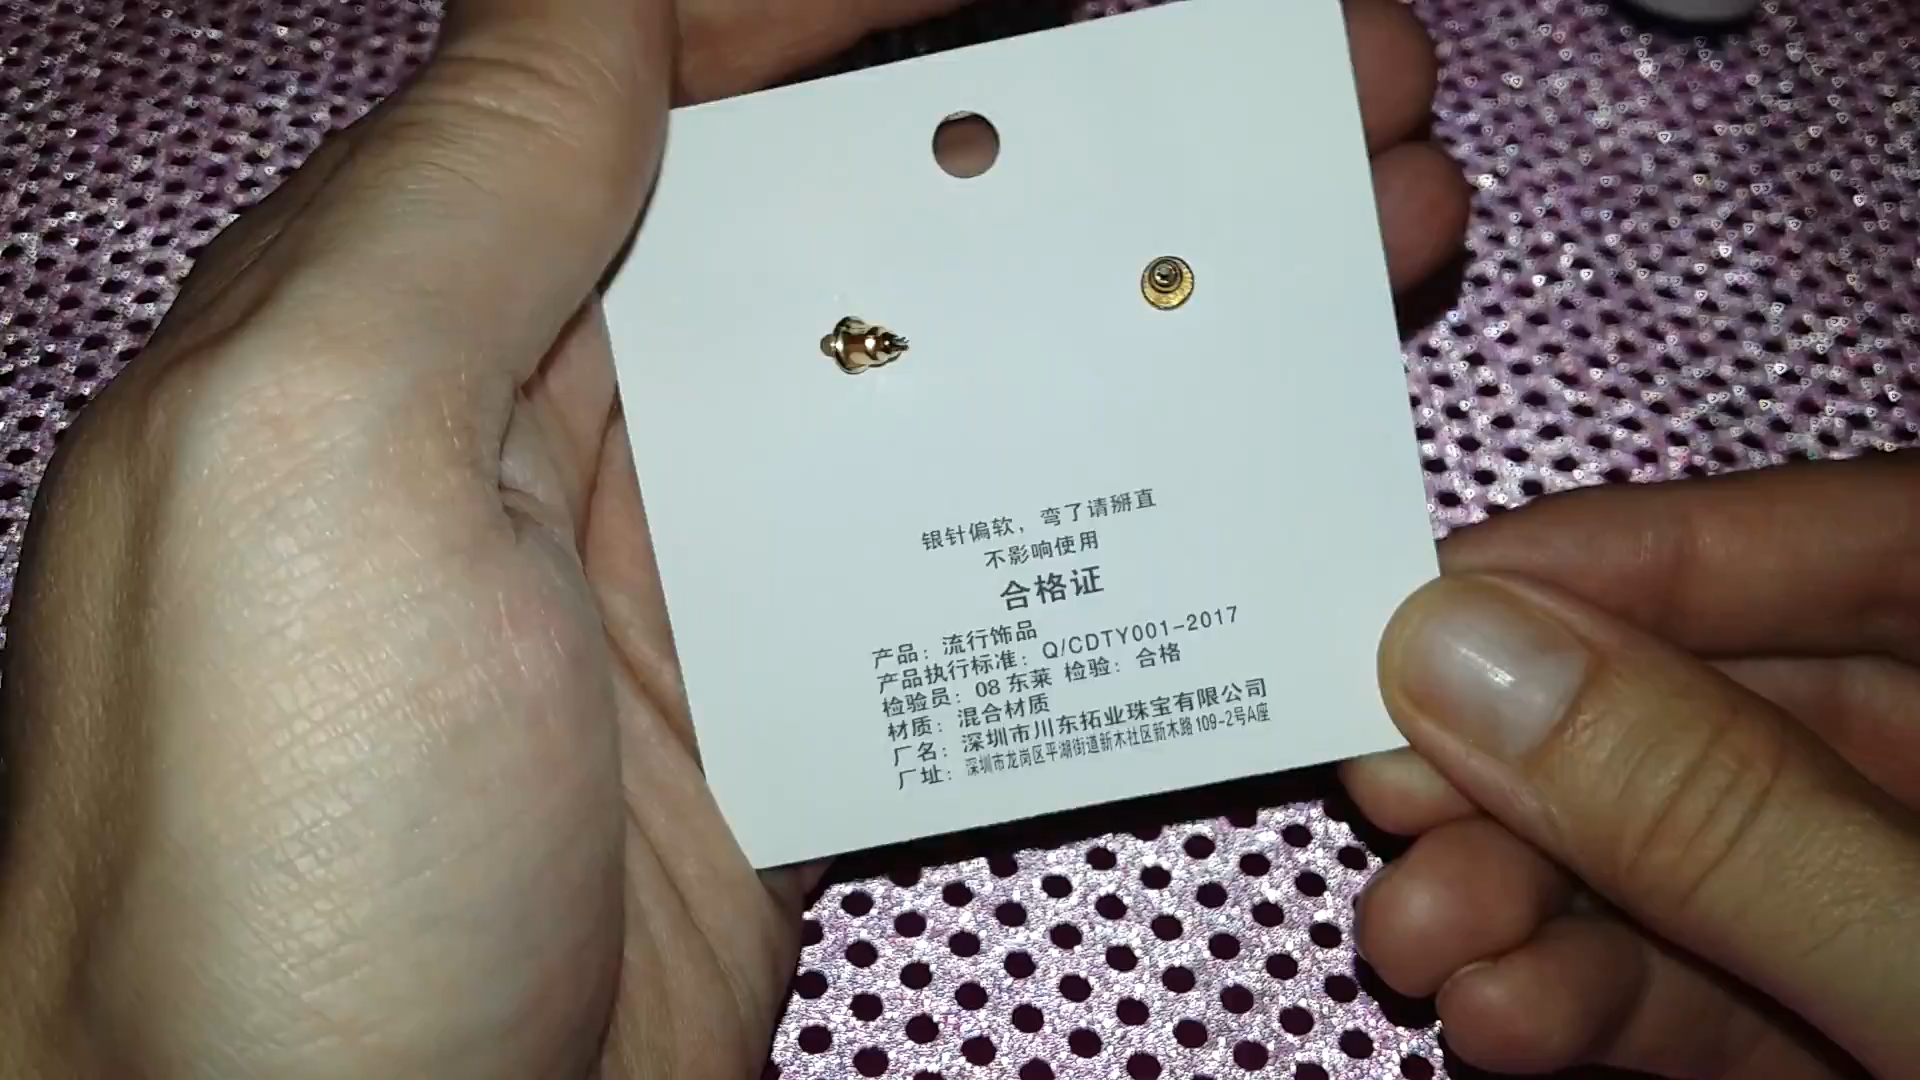 银针偏软，弯了请掰直
不影响使用
合格证
产品：流行饰品
产品执行标准：Q/CDTY001-2017
检验员：08东莱 检验：合格
材质：混合材质
厂名：深圳市川东拓业珠宝有限公司
厂址：深圳市龙岗区平湖街道新木社区新木路109-2号A座